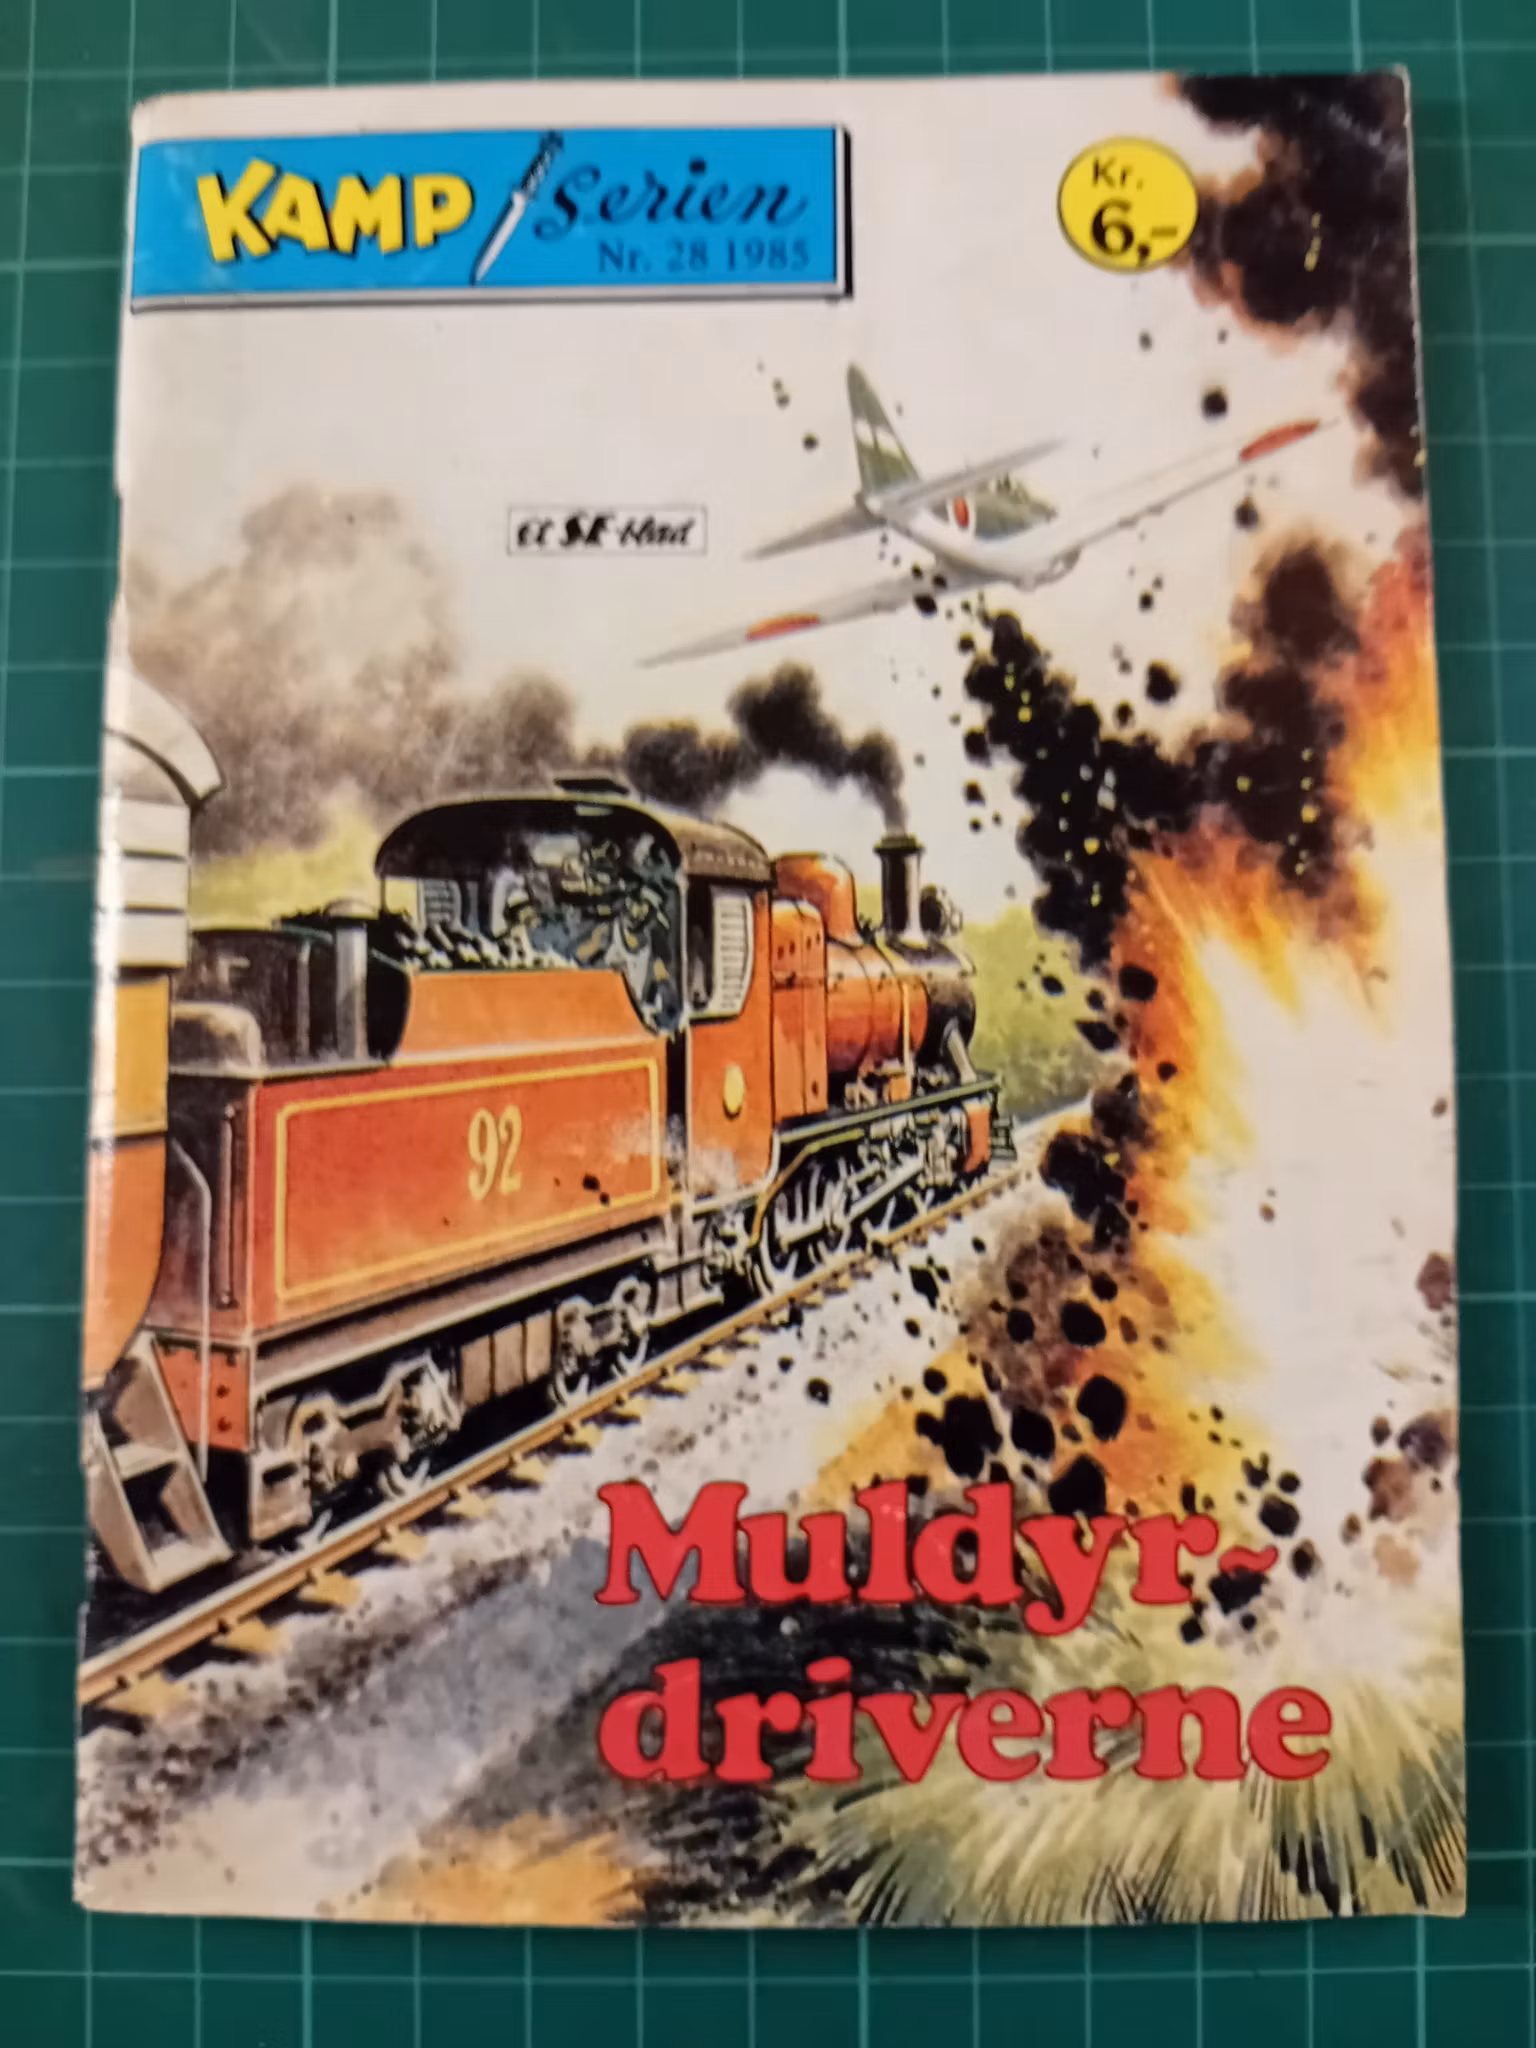 KAMP serien
Nr. 28 1985
Kr.
6,-
et SE-blad
92
Muldyr-
driverne